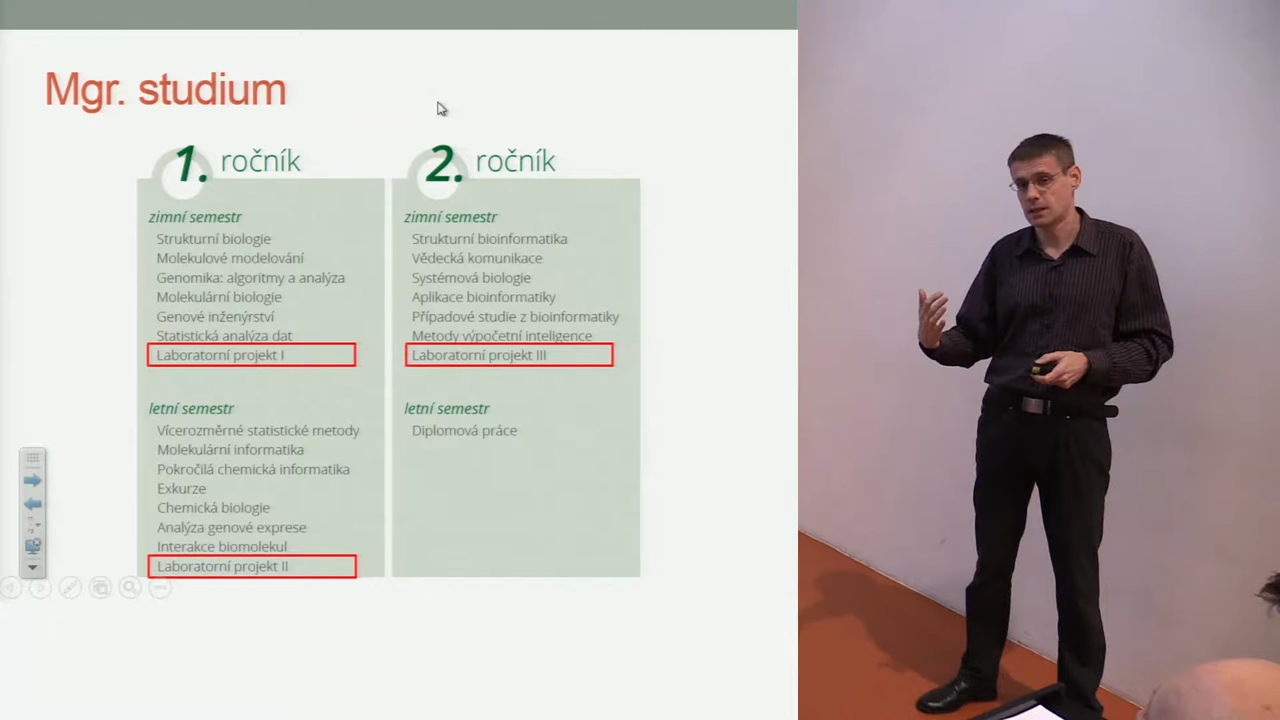 Mgr. studium
1. ročník
zimní semestr
Strukturní biologie
Molekulové modelování
Genomika: algoritmy a analýza
Molekulární biologie
Genové inženýrství
Statistická analýza dat
Laboratorní projekt I
letní semestr
Vícerozměrné statistické metody
Molekulární informatika
Pokročilá chemická informatika
Exkurze
Chemická biologie
Analýza genové exprese
Interakce biomolekul
Laboratorní projekt II
2. ročník
zimní semestr
Strukturní bioinformatika
Vědecká komunikace
Systémová biologie
Aplikace bioinformatiky
Případové studie z bioinformatiky
Metody výpočetní inteligence
Laboratorní projekt III
letní semestr
Diplomová práce